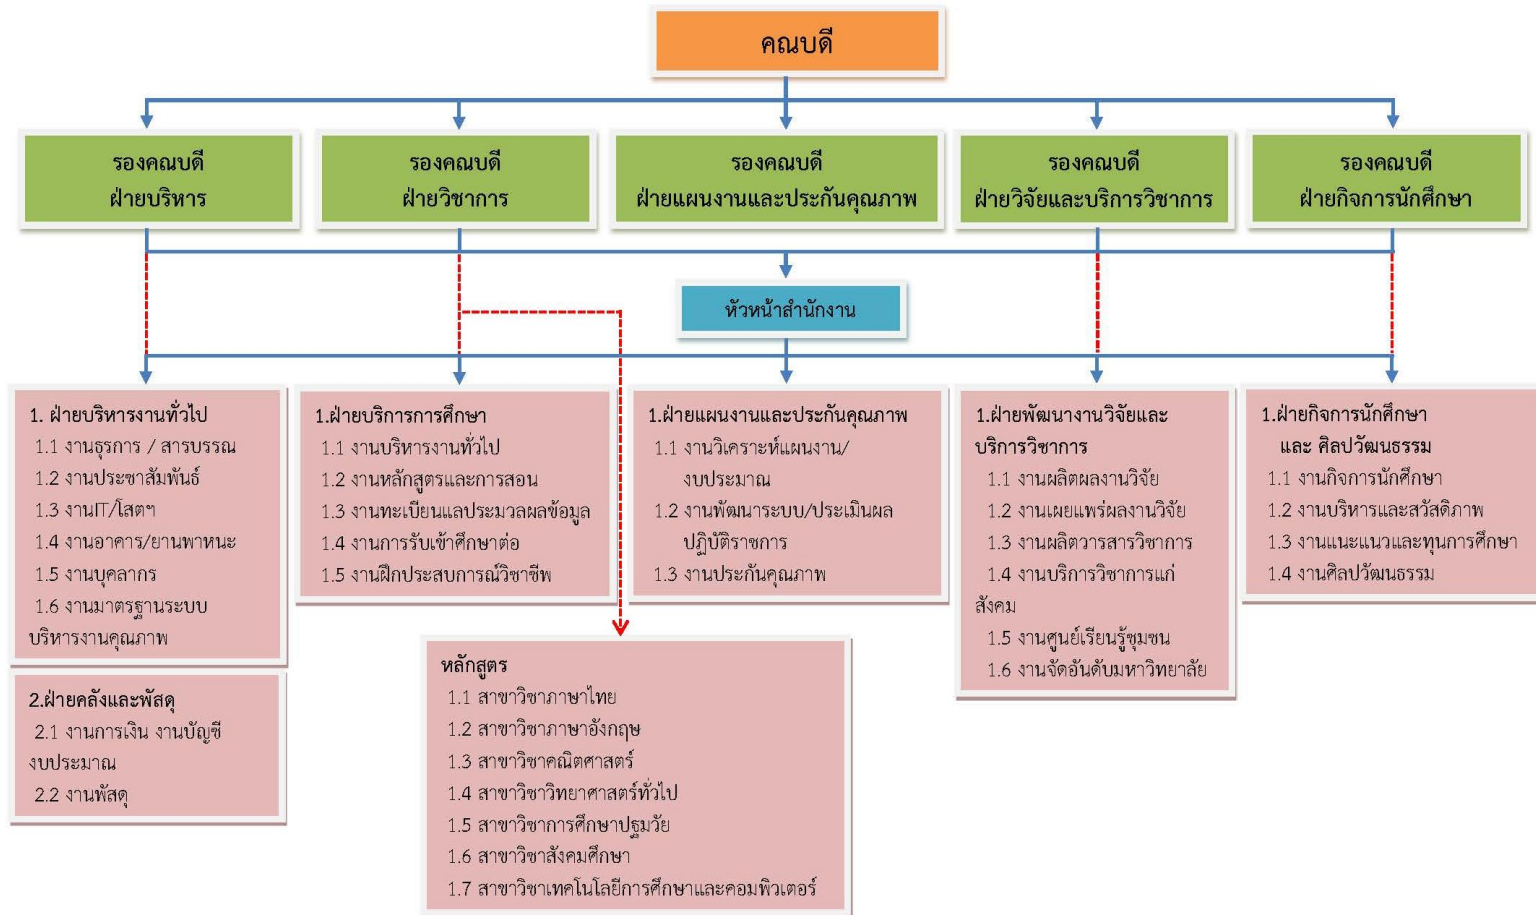 คณบดี
รองคณบดี
ฝ่ายบริหาร
รองคณบดี
ฝ่ายวิชาการ
รองคณบดี
ฝ่ายแผนงานและประกันคุณภาพ
รองคณบดี
ฝ่ายวิจัยและบริการวิชาการ
รองคณบดี
ฝ่ายกิจการนักศึกษา
หัวหน้าสำนักงาน
1. ฝ่ายบริหารงานทั่วไป
1.1 งานธุรการ / สารบรรณ
1.2 งานประชาสัมพันธ์
1.3 งานIT/โสตฯ
1.4 งานอาคาร/ยานพาหนะ
1.5 งานบุคลากร
1.6 งานมาตรฐานระบบ
บริหารงานคุณภาพ
2.ฝ่ายคลังและพัสดุ
2.1 งานการเงิน งานบัญชี
งบประมาณ
2.2 งานพัสดุ
1.ฝ่ายบริการการศึกษา
1.1 งานบริหารงานทั่วไป
1.2 งานหลักสูตรและการสอน
1.3 งานทะเบียนแลประมวลผลข้อมูล
1.4 งานการรับเข้าศึกษาต่อ
1.5 งานฝึกประสบการณ์วิชาชีพ
หลักสูตร
1.1 สาขาวิชาภาษาไทย
1.2 สาขาวิชาภาษาอังกฤษ
1.3 สาขาวิชาคณิตศาสตร์
1.4 สาขาวิชาวิทยาศาสตร์ทั่วไป
1.5 สาขาวิชาการศึกษาปฐมวัย
1.6 สาขาวิชาสังคมศึกษา
1.7 สาขาวิชาเทคโนโลยีการศึกษาและคอมพิวเตอร์
1.ฝ่ายแผนงานและประกันคุณภาพ
1.1 งานวิเคราะห์แผนงาน/
งบประมาณ
1.2 งานพัฒนาระบบ/ประเมินผล
ปฏิบัติราชการ
1.3 งานประกันคุณภาพ
1.ฝ่ายพัฒนางานวิจัยและ
บริการวิชาการ
1.1 งานผลิตผลงานวิจัย
1.2 งานเผยแพร่ผลงานวิจัย
1.3 งานผลิตวารสารวิชาการ
1.4 งานบริการวิชาการแก่
สังคม
1.5 งานศูนย์เรียนรู้ชุมชน
1.6 งานจัดอันดับมหาวิทยาลัย
1.ฝ่ายกิจการนักศึกษา
และ ศิลปวัฒนธรรม
1.1 งานกิจการนักศึกษา
1.2 งานบริหารและสวัสดิภาพ
1.3 งานแนะแนวและทุนการศึกษา
1.4 งานศิลปวัฒนธรรม